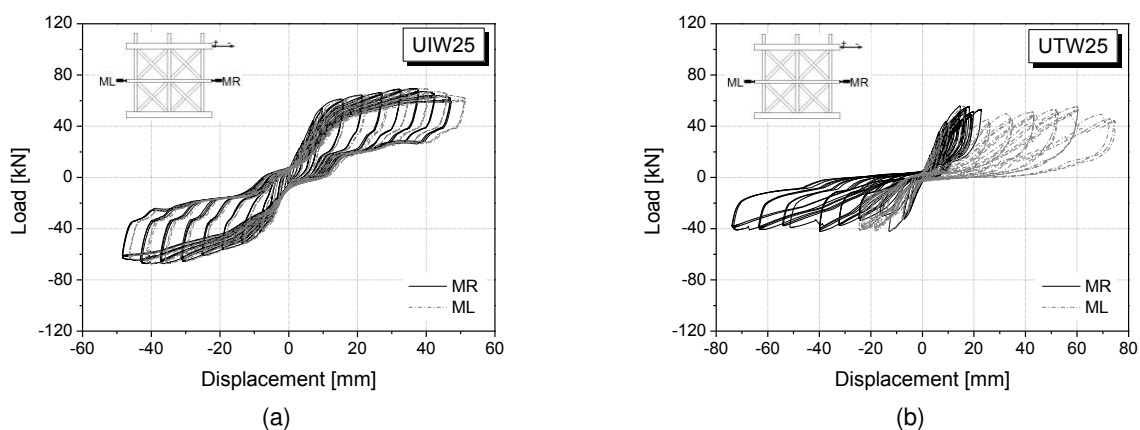 UIW25
+ -
ML MR
120
80
40
0
-40
-80
-120
Load [kN]
-60 -40 -20 0 20 40 60
Displacement [mm]
MR
ML
(a)
UTW25
+ -
ML MR
120
80
40
0
-40
-80
-120
Load [kN]
-80 -60 -40 -20 0 20 40 60 80
Displacement [mm]
MR
ML
(b)